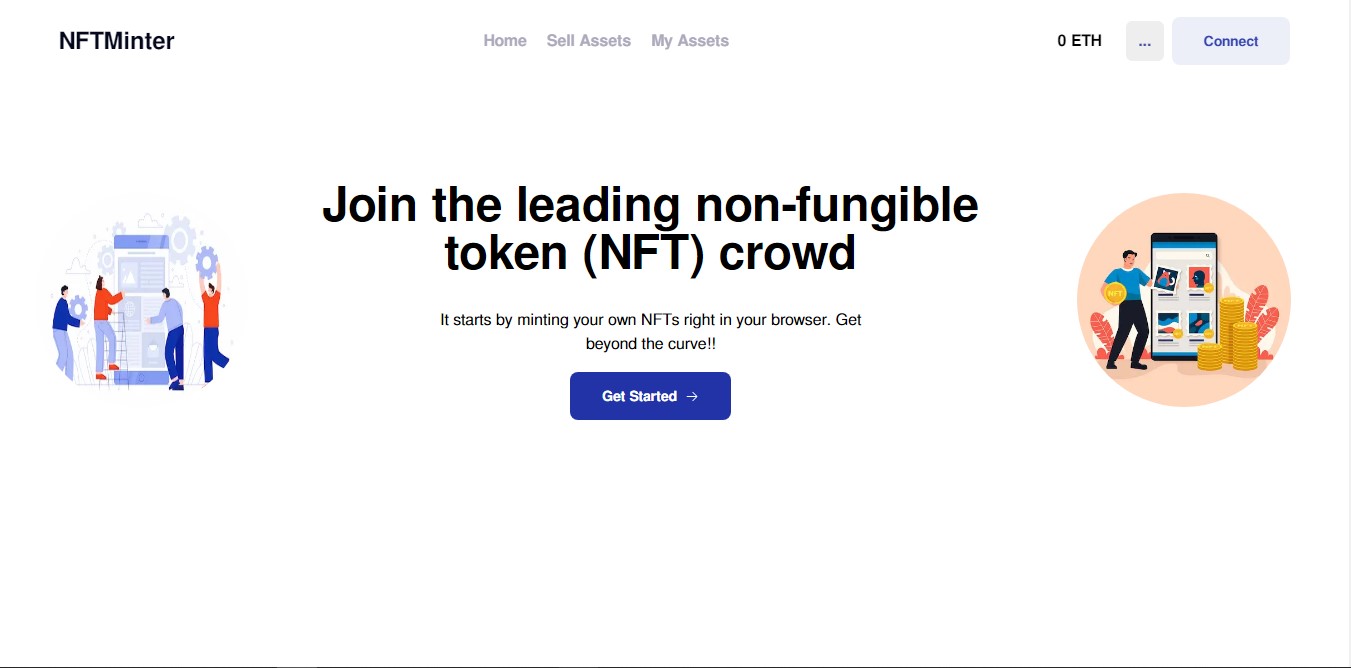 NFTMinter
Home Sell Assets My Assets
0 ETH ... Connect
Join the leading non-fungible
token (NFT) crowd
It starts by minting your own NFTs right in your browser. Get
beyond the curve!!
Get Started →
NFT